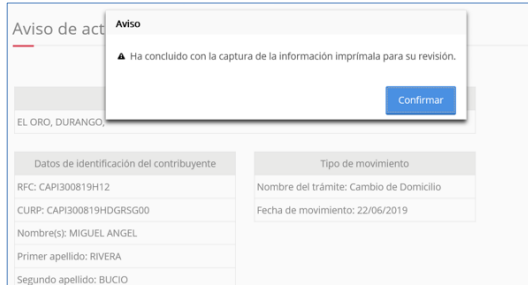 Aviso de act
Aviso
Ha concluido con la captura de la información imprímala para su revisión.
Confirmar
EL ORO, DURANGO,
Datos de identificación del contribuyente
RFC: CAPI300819H12
CURP: CAPI300819HDGRSG00
Nombre(s): MIGUEL ANGEL
Primer apellido: RIVERA
Segundo apellido: BUCIO
Tipo de movimiento
Nombre del trámite: Cambio de Domicilio
Fecha de movimiento: 22/06/2019